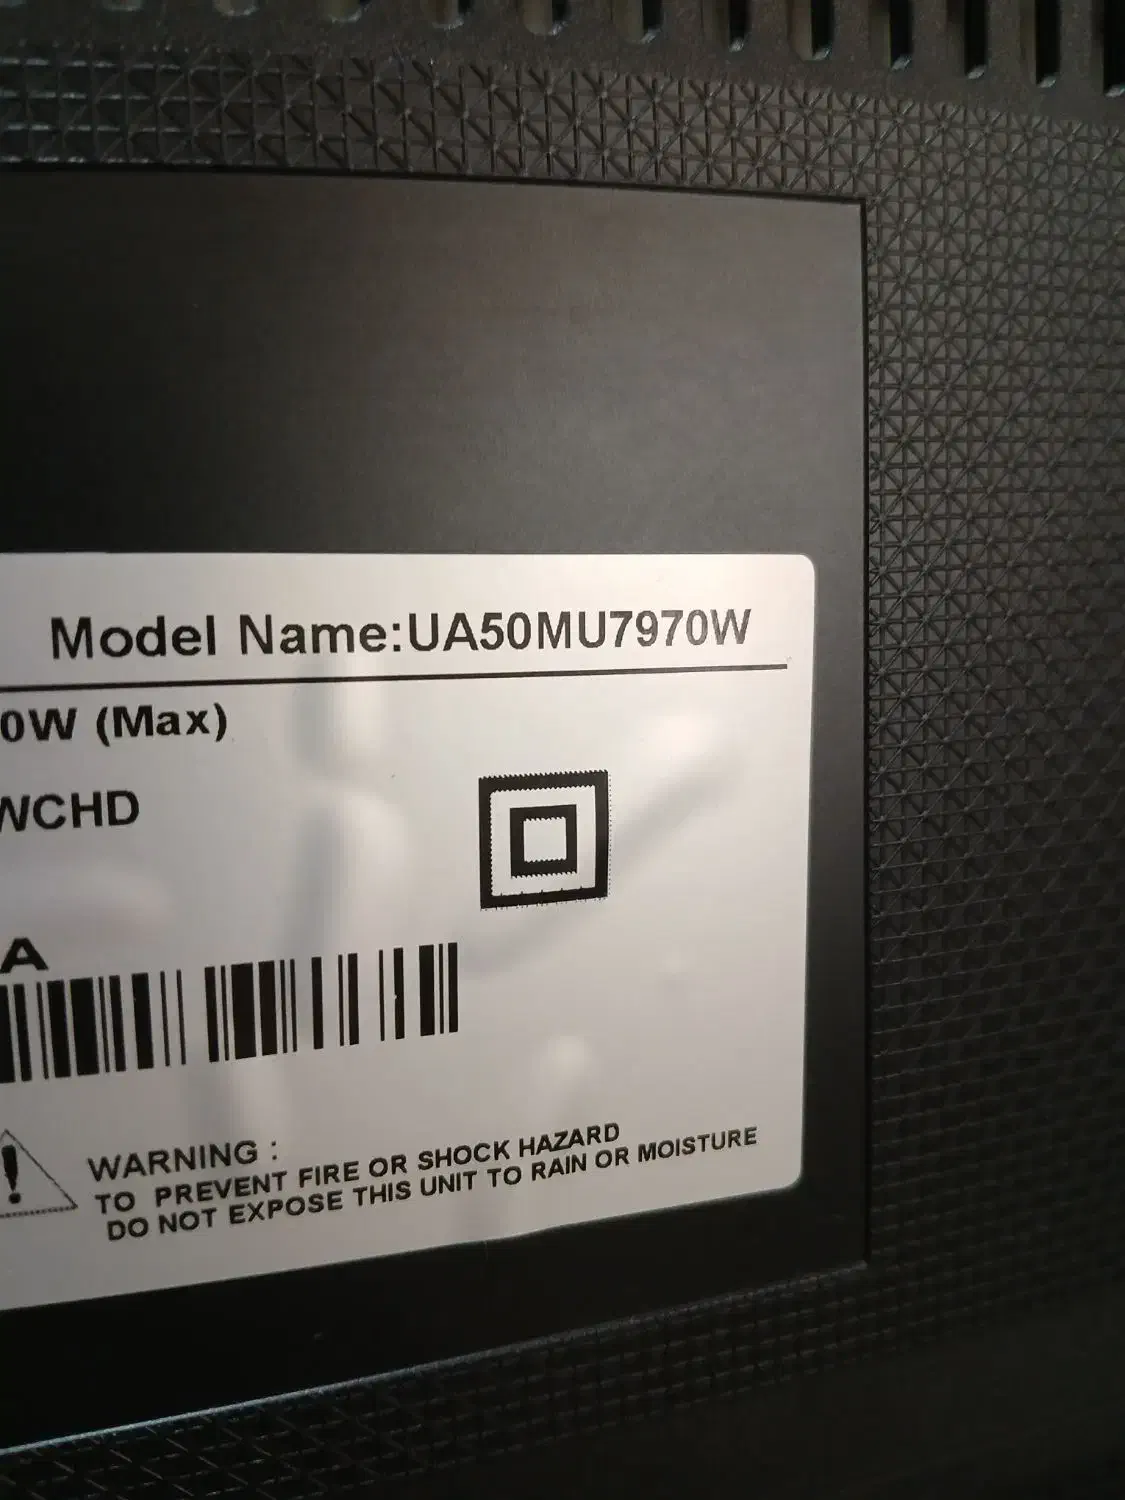 Model Name:UA50MU7970W
0W (Max)
WCHD
A
WARNING :
TO PREVENT FIRE OR SHOCK HAZARD
DO NOT EXPOSE THIS UNIT TO RAIN OR MOISTURE